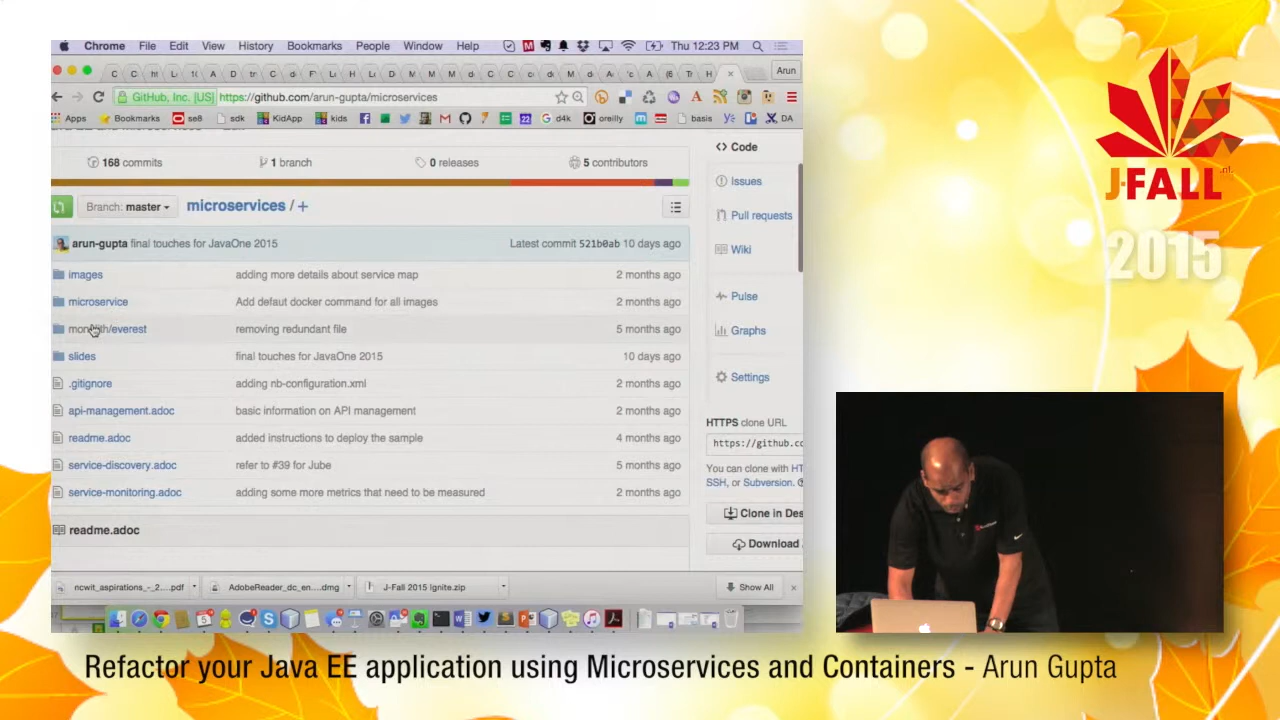 Chrome File Edit View History Bookmarks People Window Help Thu 12:23 PM
Arun
GitHub, Inc. [US] https://github.com/arun-gupta/microservices
Apps Bookmarks se8 sdk KidApp kids d4k oreilly basis DA
168 commits 1 branch 0 releases 5 contributors
Branch: master microservices / +
arun-gupta final touches for JavaOne 2015 Latest commit 521b0ab 10 days ago
images adding more details about service map 2 months ago
microservice Add defaut docker command for all images 2 months ago
monolith/everest removing redundant file 5 months ago
slides final touches for JavaOne 2015 10 days ago
.gitignore adding nb-configuration.xml 2 months ago
api-management.adoc basic information on API management 2 months ago
readme.adoc added instructions to deploy the sample 4 months ago
service-discovery.adoc refer to #39 for Jube 5 months ago
service-monitoring.adoc adding some more metrics that need to be measured 2 months ago
readme.adoc
<> Code
Issues
Pull requests
Wiki
Pulse
Graphs
Settings
HTTPS clone URL
https://github.cc
You can clone with HT
SSH, or Subversion.
Clone in Des
Download
ncwit_aspirations_-_2....pdf AdobeReader_dc_en....dmg J-Fall 2015 Ignite.zip Show All
J-FALL.nl
2015
Refactor your Java EE application using Microservices and Containers - Arun Gupta